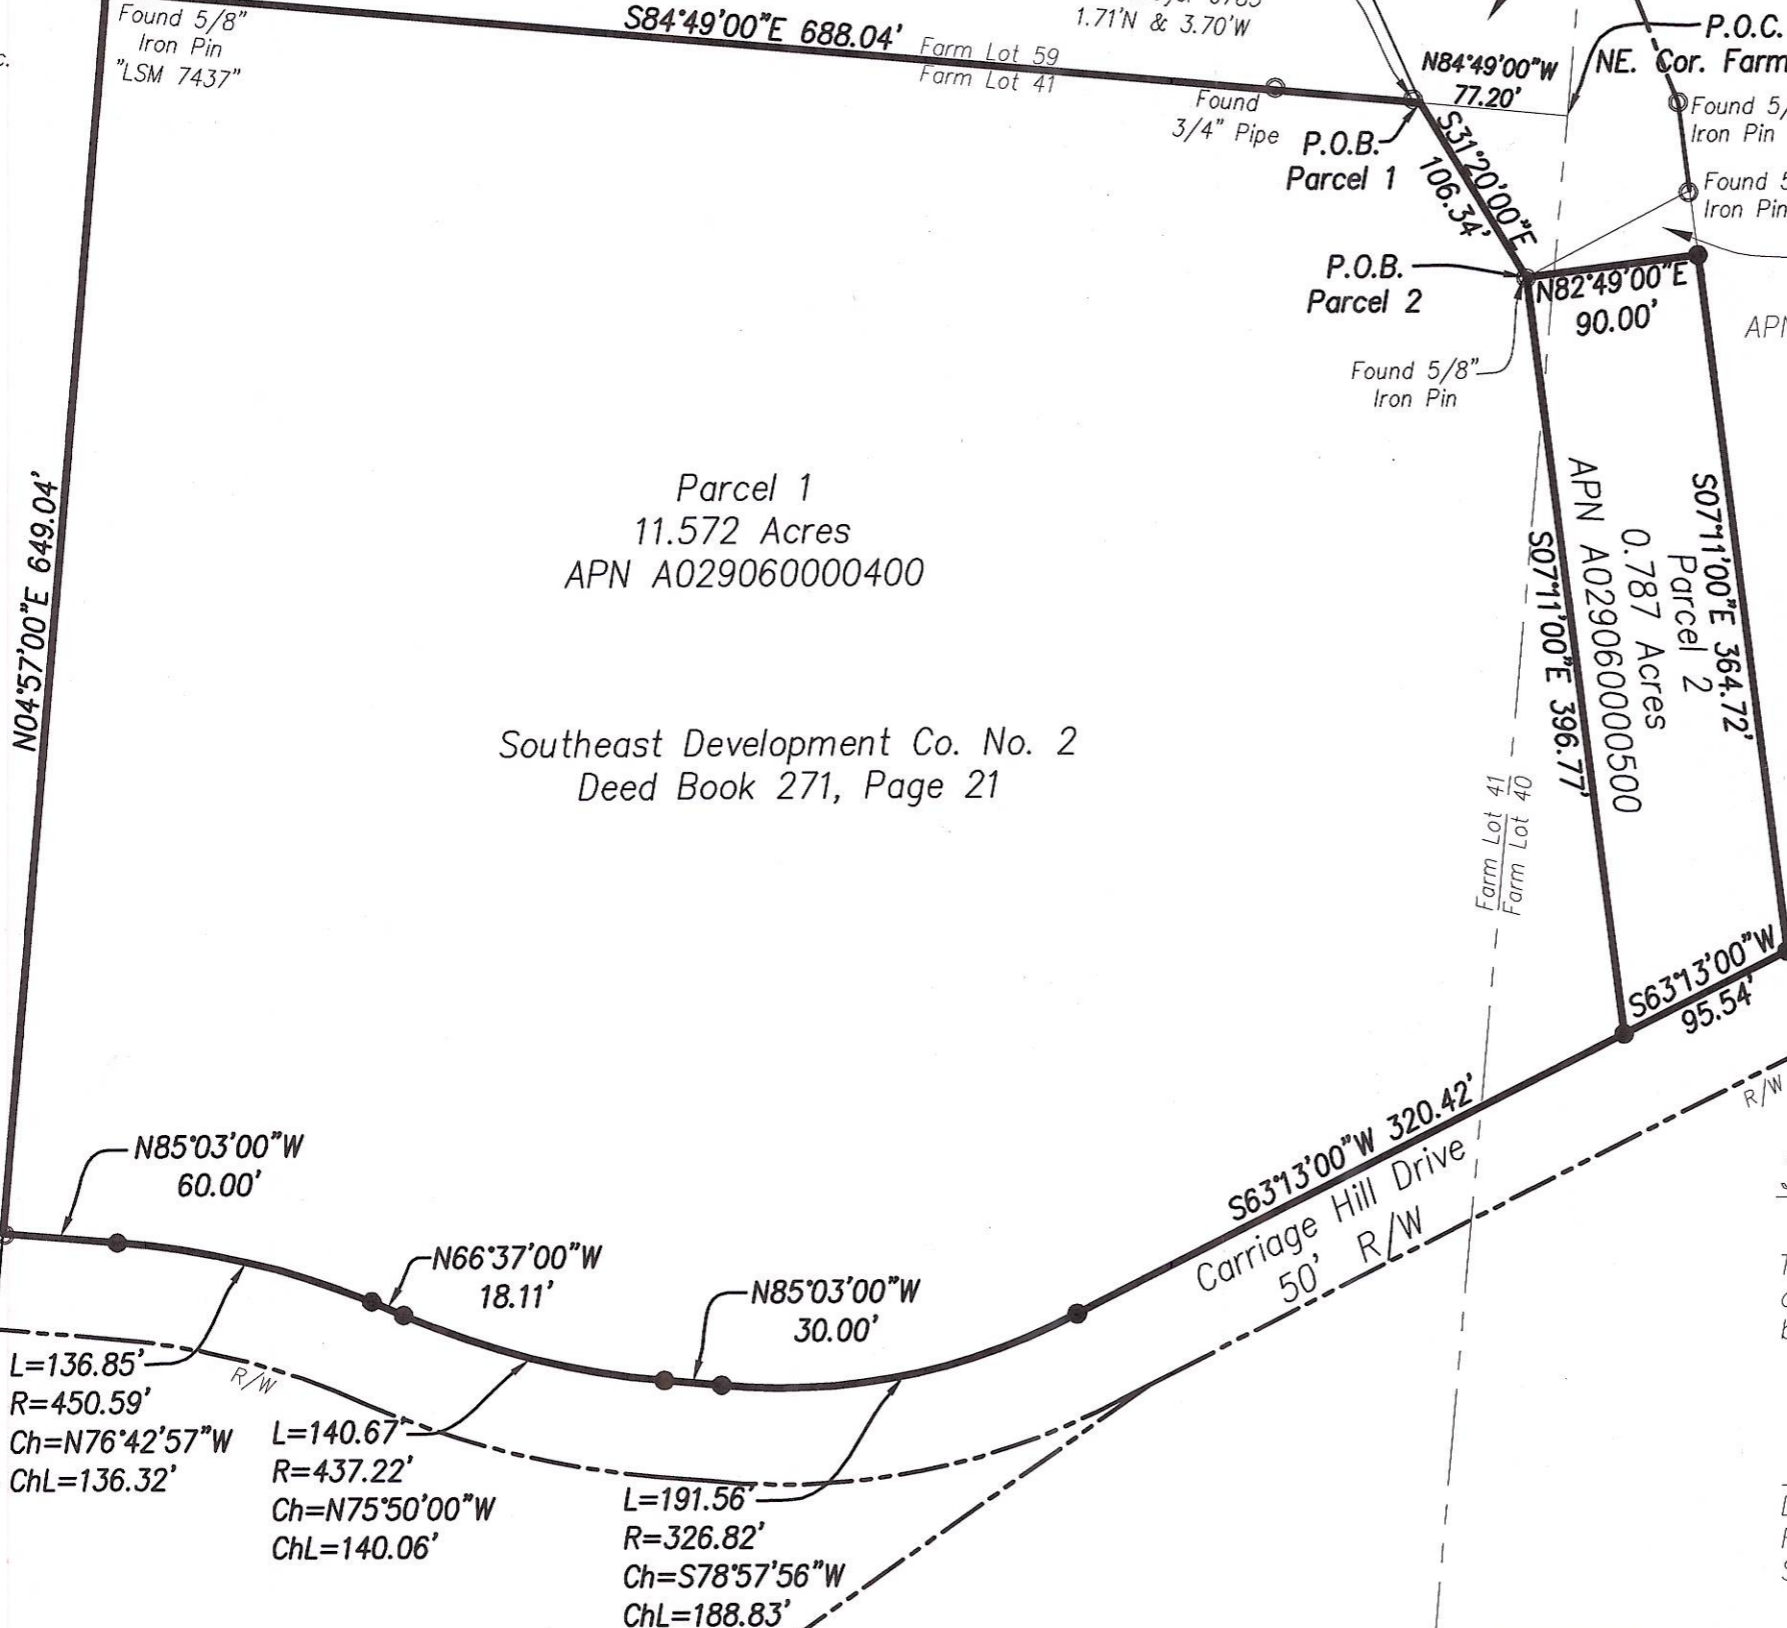 Found 5/8"
Iron Pin
"LSM 7437"
S84°49'00"E 688.04'
Farm Lot 59
Farm Lot 41
1.71'N & 3.70'W
N84°49'00"W
77.20'
P.O.C.
NE. Cor. Farm
Found
3/4" Pipe
P.O.B.
Parcel 1
S31°20'00"E
106.34'
Iron Pin
Found
Iron Pin
P.O.B.
Parcel 2
N82°49'00"E
90.00'
Found 5/8"
Iron Pin
Parcel 1
11.572 Acres
APN A029060000400
Southeast Development Co. No. 2
Deed Book 271, Page 21
N04°57'00"E 649.04'
S07°11'00"E 396.77'
APN A029060000500
0.787 Acres
Parcel 2
S07°11'00"E 364.72'
Farm Lot 41
Farm Lot 40
S63°13'00"W
95.54'
S63°13'00"W 320.42'
Carriage Hill Drive
50' R/W
R/W
N85°03'00"W
60.00'
N66°37'00"W
18.11'
N85°03'00"W
30.00'
R/W
L=136.85'
R=450.59'
Ch=N76°42'57"W
ChL=136.32'
L=140.67'
R=437.22'
Ch=N75°50'00"W
ChL=140.06'
L=191.56'
R=326.82'
Ch=S78°57'56"W
ChL=188.83'